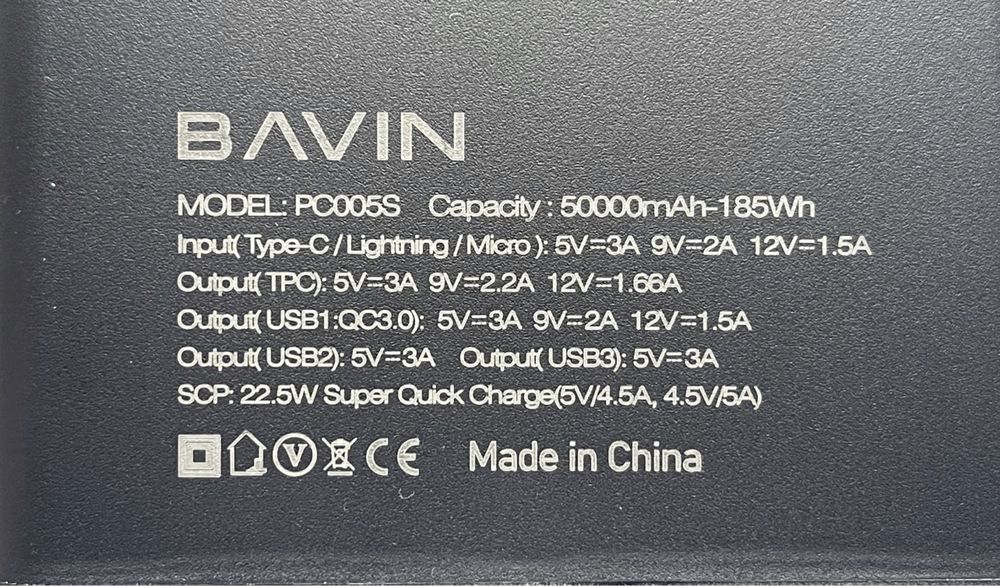 BAVIN
MODEL: PC005S Capacity : 50000mAh-185Wh
Input( Type-C / Lightning / Micro ): 5V=3A 9V=2A 12V=1.5A
Output( TPC): 5V=3A 9V=2.2A 12V=1.66A
Output( USB1:QC3.0): 5V=3A 9V=2A 12V=1.5A
Output( USB2): 5V=3A Output( USB3): 5V=3A
SCP: 22.5W Super Quick Charge(5V/4.5A, 4.5V/5A)
V CE Made in China